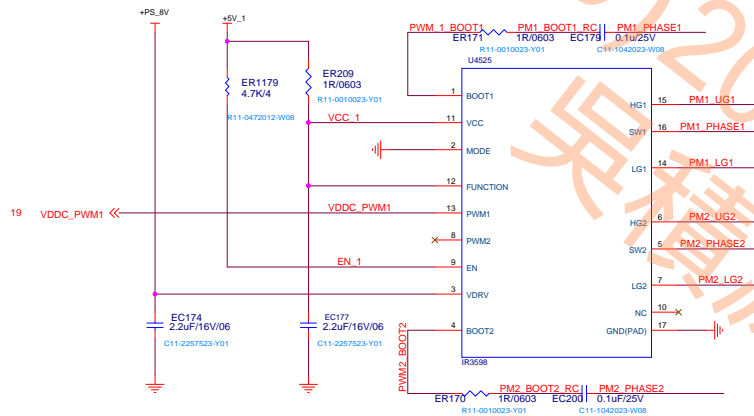 +PS_8V
+5V_1
PWM_1_BOOT1
PM1_BOOT1_RC
PM1_PHASE1
ER171
1R/0603
EC179
0.1u/25V
R11-0010023-Y01
C11-1042023-W08
U4525
ER1179
4.7K/4
R11-0472012-W08
ER209
1R/0603
R11-0010023-Y01
1
BOOT1
HG1
15
PM1_UG1
VCC_1
11
VCC
SW1
16
PM1_PHASE1
2
MODE
LG1
14
PM1_LG1
12
FUNCTION
19
VDDC_PWM1
VDDC_PWM1
13
PWM1
HG2
6
PM2_UG2
8
PWM2
SW2
5
PM2_PHASE2
EN_1
9
EN
LG2
7
PM2_LG2
3
VDRV
NC
10
EC174
2.2uF/16V/06
C11-2257523-Y01
EC177
2.2uF/16V/06
C11-2257523-Y01
4
BOOT2
GND(PAD)
17
PWM2_BOOT2
IR3598
PM2_BOOT2_RC
PM2_PHASE2
ER170
1R/0603
EC200
0.1uF/25V
R11-0010023-Y01
C11-1042023-W08
吳積